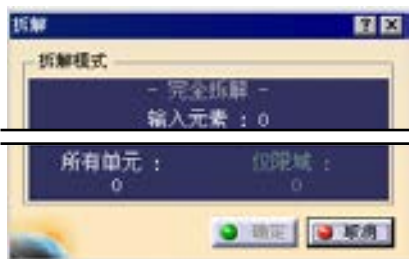 拆解
拆解模式
- 完全拆解 -
输入元素 : 0
所有单元 : 仅限域 :
0 0
确定 取消